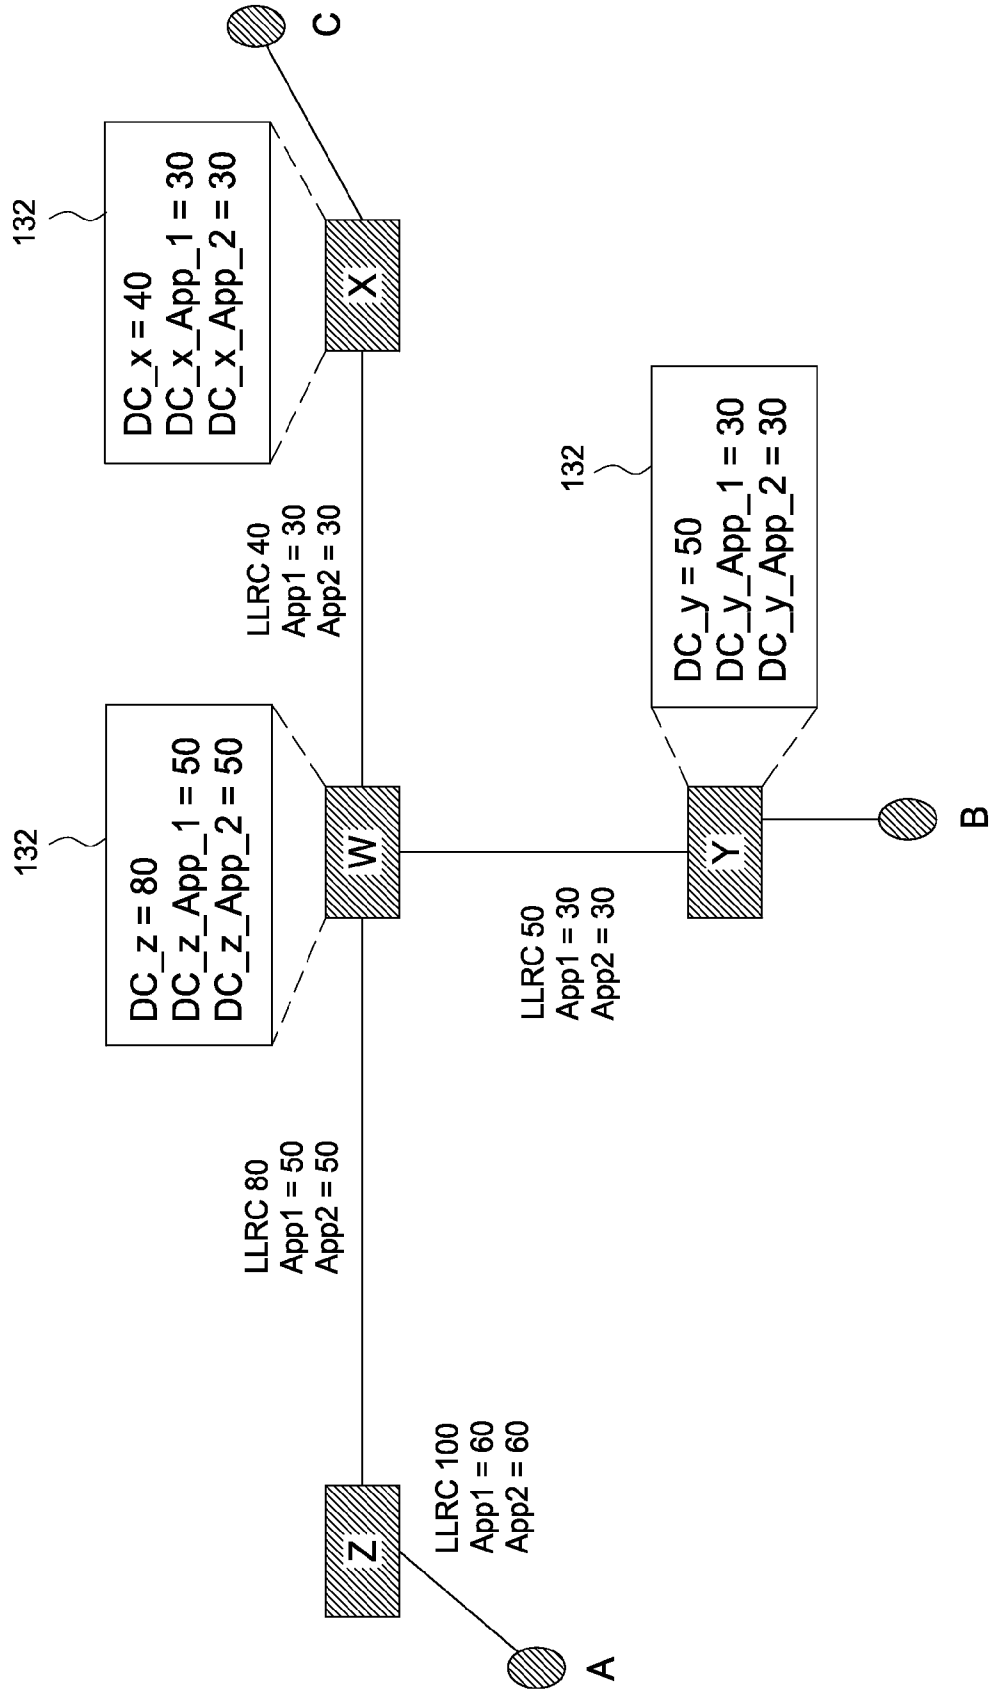 132
DC_z = 80
DC_z_App_1 = 50
DC_z_App_2 = 50
132
DC_x = 40
DC_x_App_1 = 30
DC_x_App_2 = 30
C
LLRC 80
App1 = 50
App2 = 50
LLRC 40
App1 = 30
App2 = 30
Z
W
X
LLRC 100
App1 = 60
App2 = 60
A
LLRC 50
App1 = 30
App2 = 30
132
DC_y = 50
DC_y_App_1 = 30
DC_y_App_2 = 30
Y
B